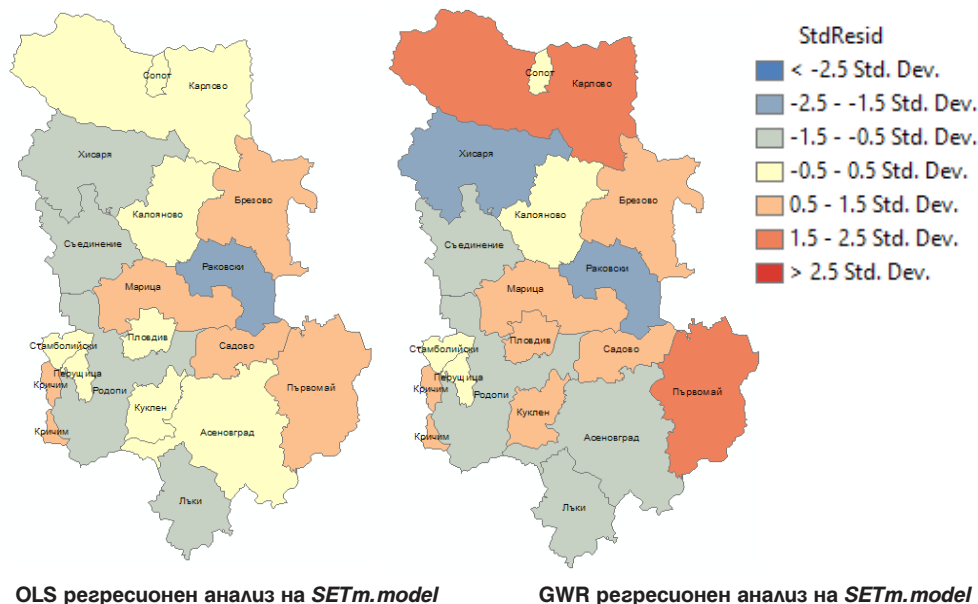 StdResid
< -2.5 Std. Dev.
-2.5 - -1.5 Std. Dev.
-1.5 - -0.5 Std. Dev.
-0.5 - 0.5 Std. Dev.
0.5 - 1.5 Std. Dev.
1.5 - 2.5 Std. Dev.
> 2.5 Std. Dev.
Сопот
Карлово
Хисаря
Брезово
Калояново
Съединение
Раковски
Марица
Пловдив
Стамболийски
Садово
Перущица
Кричим
Родопи
Първомай
Куклен
Асеновград
Кричим
Лъки
Сопот
Карлово
Хисаря
Брезово
Калояново
Съединение
Раковски
Марица
Пловдив
Стамболийски
Садово
Перущица
Кричим
Родопи
Първомай
Куклен
Асеновград
Кричим
Лъки
OLS регресионен анализ на SETm.model
GWR регресионен анализ на SETm.model